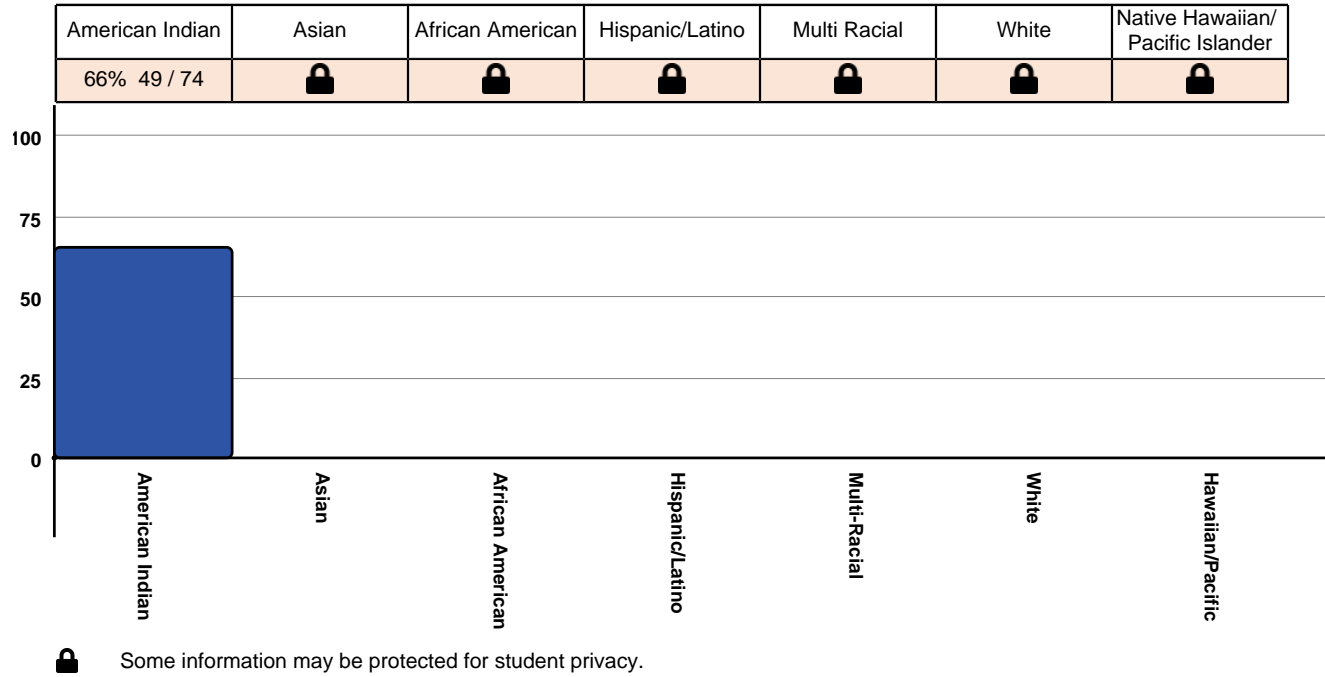 American Indian Asian African American Hispanic/Latino Multi Racial White Native Hawaiian/
Pacific Islander
66% 49 / 74
100
75
50
25
0
American Indian
Asian
African American
Hispanic/Latino
Multi-Racial
White
Hawaiian/Pacific
Some information may be protected for student privacy.